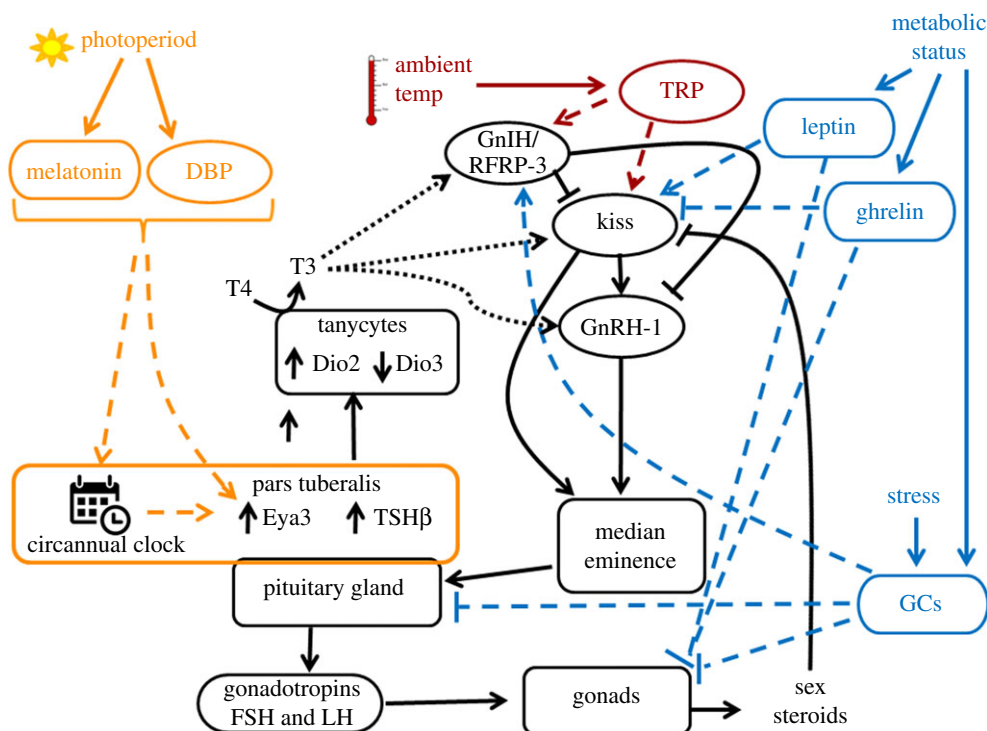 photoperiod
metabolic
status
ambient
temp
TRP
leptin
GnIH/
RFRP-3
melatonin
DBP
ghrelin
kiss
T3
T4
tanycytes
Dio2
Dio3
GnRH-1
pars tuberalis
Eya3
TSHβ
circannual clock
stress
median
eminence
pituitary gland
GCs
gonadotropins
FSH and LH
gonads
sex
steroids